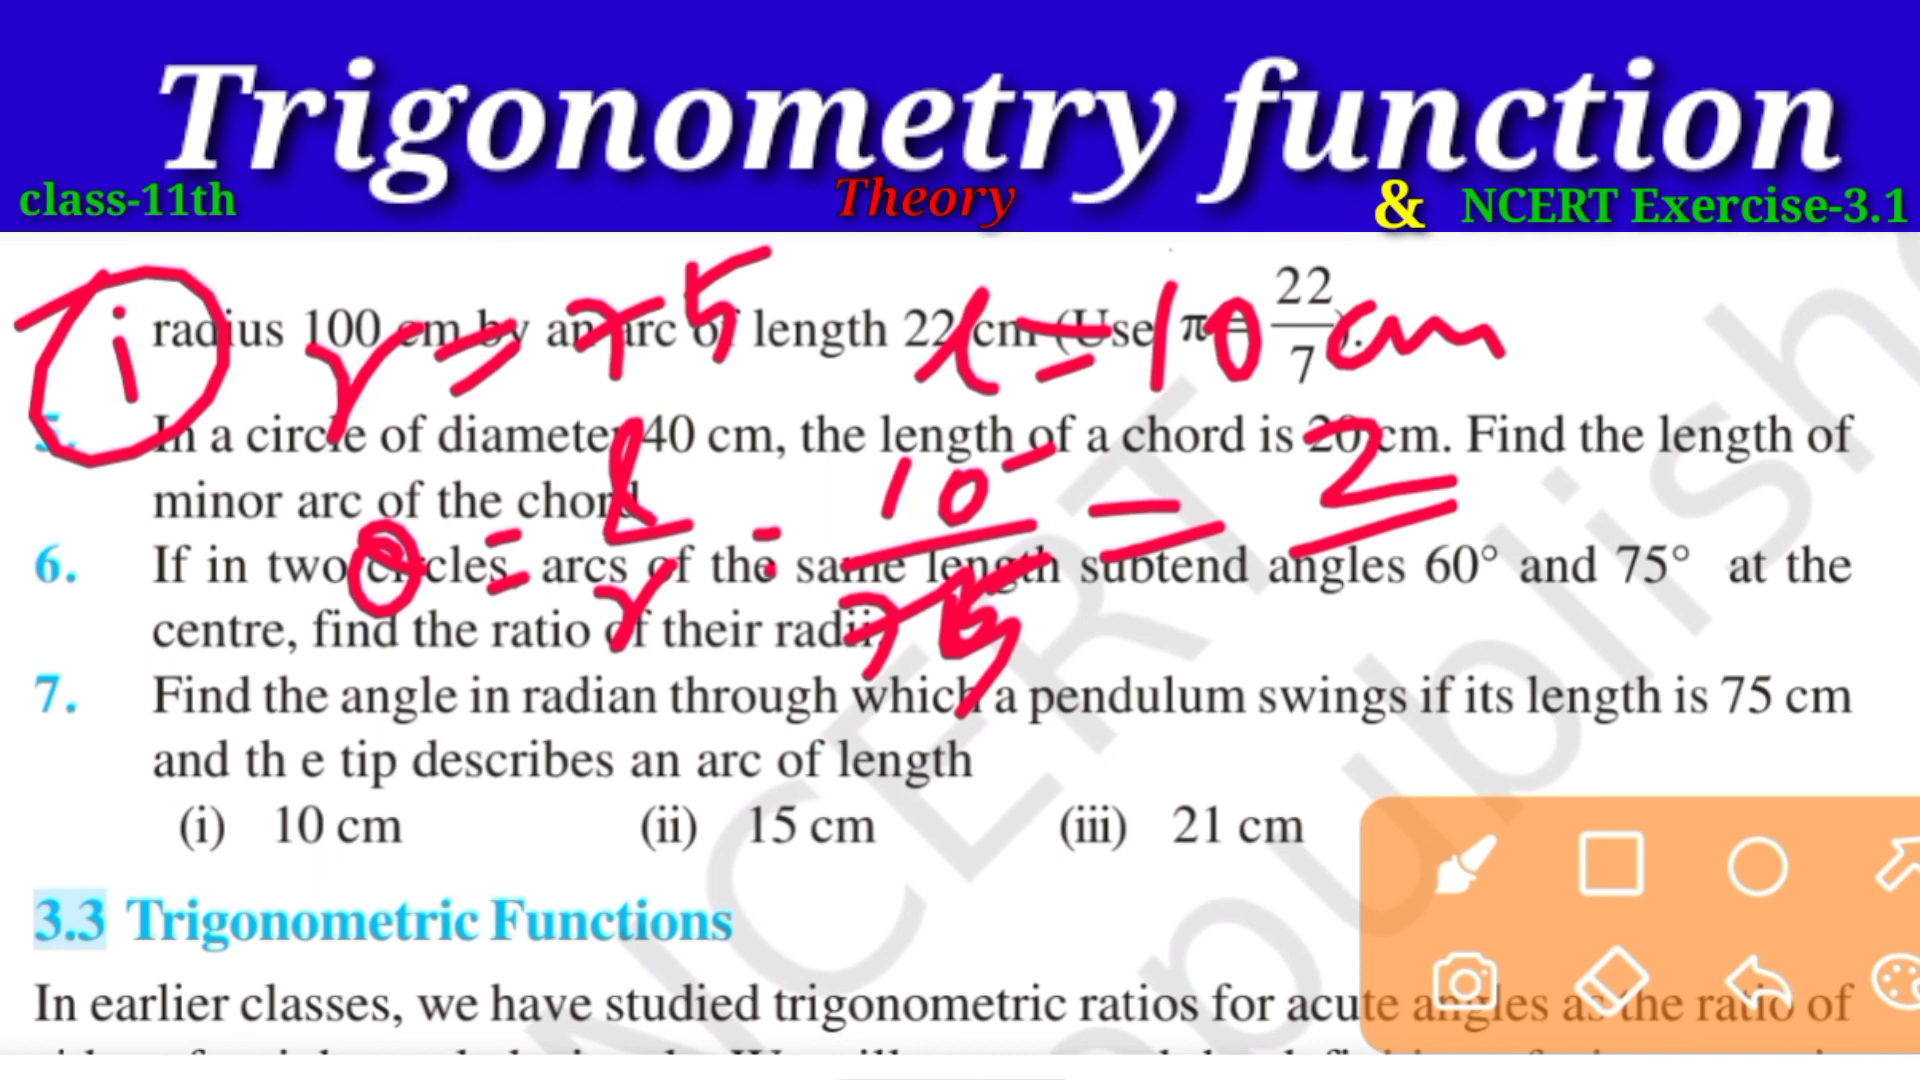 Trigonometry function
class-11th Theory & NCERT Exercise-3.1
radius 100 cm by an arc of length 22 cm (Use π = 22/7).
i r = 75 l = 10 cm
5. In a circle of diameter 40 cm, the length of a chord is 20 cm. Find the length of
minor arc of the chord.
θ = l/r = 10/75 = 2
6. If in two circles, arcs of the same length subtend angles 60° and 75° at the
centre, find the ratio of their radii.
7. Find the angle in radian through which a pendulum swings if its length is 75 cm
and th e tip describes an arc of length
(i) 10 cm (ii) 15 cm (iii) 21 cm
3.3 Trigonometric Functions
In earlier classes, we have studied trigonometric ratios for acute angles as the ratio of
NCERT